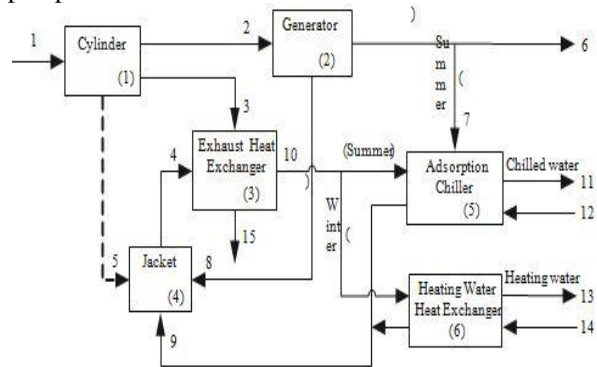 1
Cylinder
(1)
2
Generator
(2)
)
Su
m
m
er
(
6
3
7
4
Exhaust Heat
Exchanger
(3)
10
(Summer)
)
Adsorption
Chiller
(5)
Chilled water
11
12
W
int
er
(
15
5
Jacket
(4)
8
9
Heating Water
Heat Exchanger
(6)
Heating water
13
14